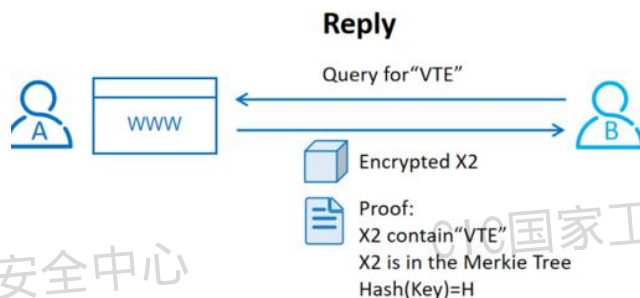 Reply
Query for“VTE”
A
WWW
B
Encrypted X2
Proof:
X2 contain“VTE”
X2 is in the Merkie Tree
Hash(Key)=H
CIC国家工
安全中心